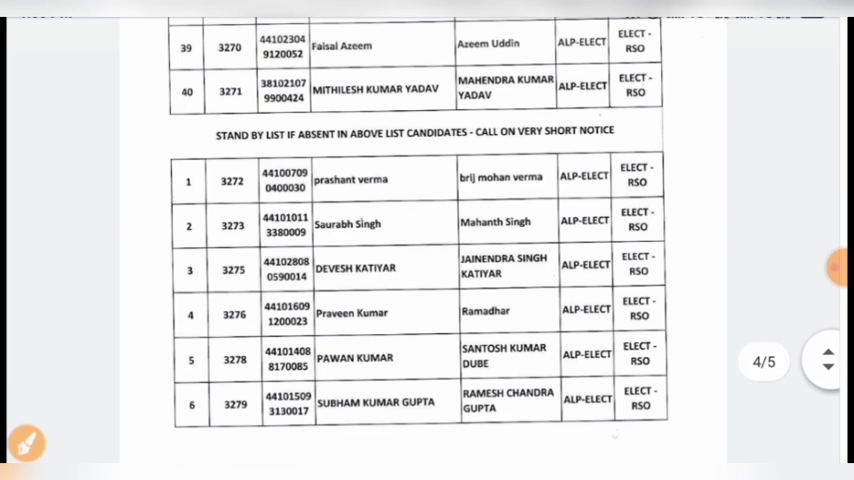 39 3270 44102304 9120052 Faisal Azeem Azeem Uddin ALP-ELECT ELECT - RSO
40 3271 38102107 9900424 MITHILESH KUMAR YADAV MAHENDRA KUMAR YADAV ALP-ELECT ELECT - RSO
STAND BY LIST IF ABSENT IN ABOVE LIST CANDIDATES - CALL ON VERY SHORT NOTICE
1 3272 44100709 0400030 prashant verma brij mohan verma ALP-ELECT ELECT - RSO
2 3273 44101011 3380009 Saurabh Singh Mahanth Singh ALP-ELECT ELECT - RSO
3 3275 44102808 0590014 DEVESH KATIYAR JAINENDRA SINGH KATIYAR ALP-ELECT ELECT - RSO
4 3276 44101609 1200023 Praveen Kumar Ramadhar ALP-ELECT ELECT - RSO
5 3278 44101408 8170085 PAWAN KUMAR SANTOSH KUMAR DUBE ALP-ELECT ELECT - RSO
6 3279 44101509 3130017 SUBHAM KUMAR GUPTA RAMESH CHANDRA GUPTA ALP-ELECT ELECT - RSO
4/5